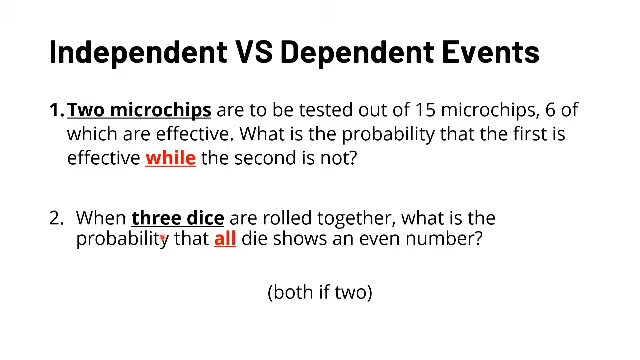 Independent VS Dependent Events
1. Two microchips are to be tested out of 15 microchips, 6 of
which are effective. What is the probability that the first is
effective while the second is not?
2. When three dice are rolled together, what is the
probability that all die shows an even number?
(both if two)